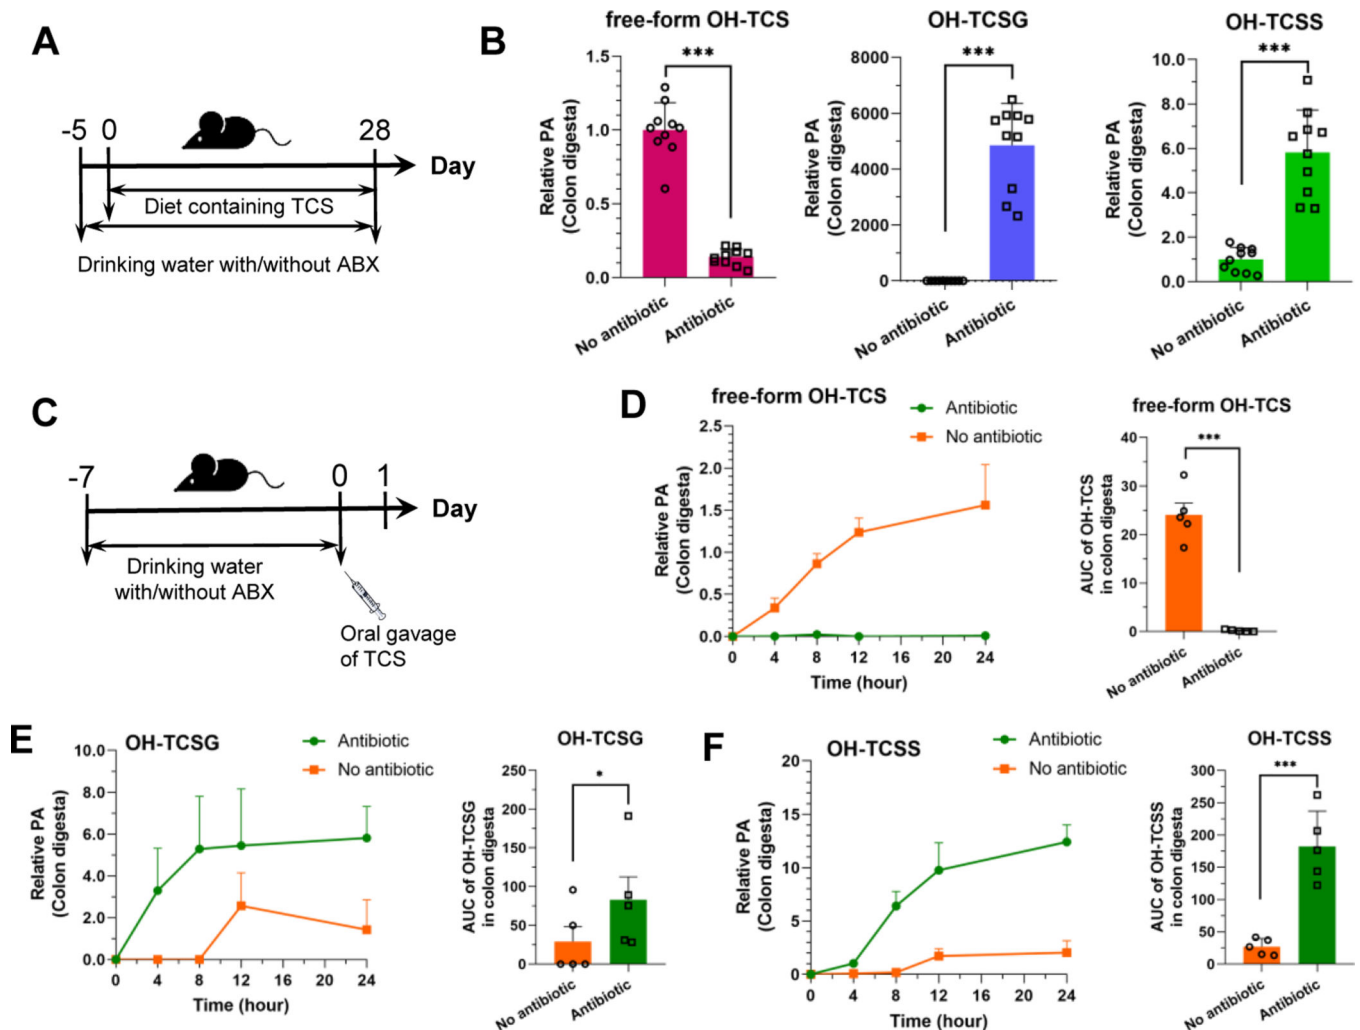 A
-5
0
28
Day
Diet containing TCS
Drinking water with/without ABX
B
free-form OH-TCS
***
Relative PA
(Colon digesta)
1.5
1.0
0.5
0.0
No antibiotic
Antibiotic
OH-TCSG
***
Relative PA
(Colon digesta)
8000
6000
4000
2000
0
No antibiotic
Antibiotic
OH-TCSS
***
Relative PA
(Colon digesta)
10.0
8.0
6.0
4.0
2.0
0.0
No antibiotic
Antibiotic
C
-7
0
1
Day
Drinking water
with/without ABX
Oral gavage
of TCS
D
free-form OH-TCS
Antibiotic
No antibiotic
Relative PA
(Colon digesta)
2.5
2.0
1.5
1.0
0.5
0.0
0 4 8 12 16 20 24
Time (hour)
free-form OH-TCS
***
AUC of OH-TCS
in colon digesta
40
30
20
10
0
No antibiotic
Antibiotic
E
OH-TCSG
Antibiotic
No antibiotic
Relative PA
(Colon digesta)
10.0
8.0
6.0
4.0
2.0
0.0
0 4 8 12 16 20 24
Time (hour)
OH-TCSG
*
AUC of OH-TCSG
in colon digesta
250
200
150
100
50
0
No antibiotic
Antibiotic
F
OH-TCSS
Antibiotic
No antibiotic
Relative PA
(Colon digesta)
20
15
10
5
0
0 4 8 12 16 20 24
Time (hour)
OH-TCSS
***
AUC of OH-TCSS
in colon digesta
300
250
200
150
100
50
0
No antibiotic
Antibiotic